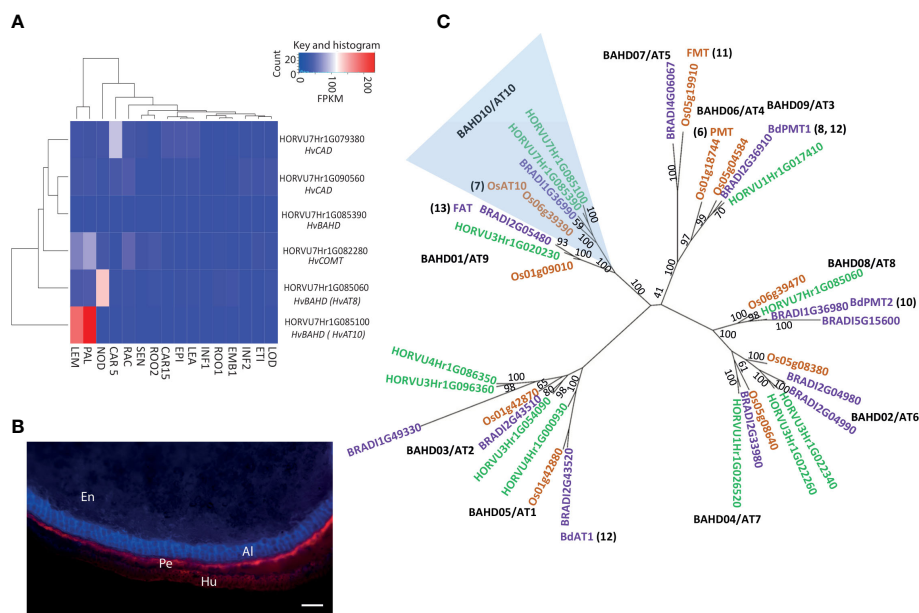 A
Key and histogram
Count
0
20
0
100
200
FPKM
HORVU7Hr1G079380
HvCAD
HORVU7Hr1G090560
HvCAD
HORVU7Hr1G085390
HvBAHD
HORVU7Hr1G082280
HvCOMT
HORVU7Hr1G085060
HvBAHD (HvAT8)
HORVU7Hr1G085100
HvBAHD ( HvAT10)
LEM
PAL
NOD
CAR 5
RAC
SEN
ROO2
CAR15
EPI
LEA
INF1
ROO1
EMB1
INF2
ETI
LOD
B
En
Al
Pe
Hu
C
BAHD10/AT10
HORVU7Hr1G085100
HORVU7Hr1G085390
BRADI1G36990
(7) OsAT10
Os06g39390
(13) FAT
BRADI2G05480
HORVU3Hr1G020230
BAHD01/AT9
Os01g09010
100
59
100
100
93
100
100
BAHD07/AT5
FMT (11)
BRADI4G06067
Os05g19910
100
BAHD06/AT4
BAHD09/AT3
(6) PMT
BdPMT1 (8, 12)
Os01g18744
Os05g04584
BRADI2G36910
HORVU1Hr1G017410
99
70
97
100
41
BAHD08/AT8
Os06g39470
HORVU7Hr1G085060
BdPMT2 (10)
BRADI1G36980
BRADI5G15600
100
98
100
100
Os05g08380
BRADI2G04980
BRADI2G04990
BAHD02/AT6
HORVU3Hr1G022340
HORVU3Hr1G022260
Os05g08640
BRADI2G33980
HORVU1Hr1G026520
BAHD04/AT7
100
100
100
61
100
HORVU4Hr1G086350
HORVU3Hr1G096360
100
98
BRADI1G49330
Os01g42870
BRADI2G43510
BAHD03/AT2
HORVU3Hr1G054090
HORVU4Hr1G000930
65
80
98
100
Os01g42880
BRADI2G43520
BAHD05/AT1
100
BdAT1 (12)